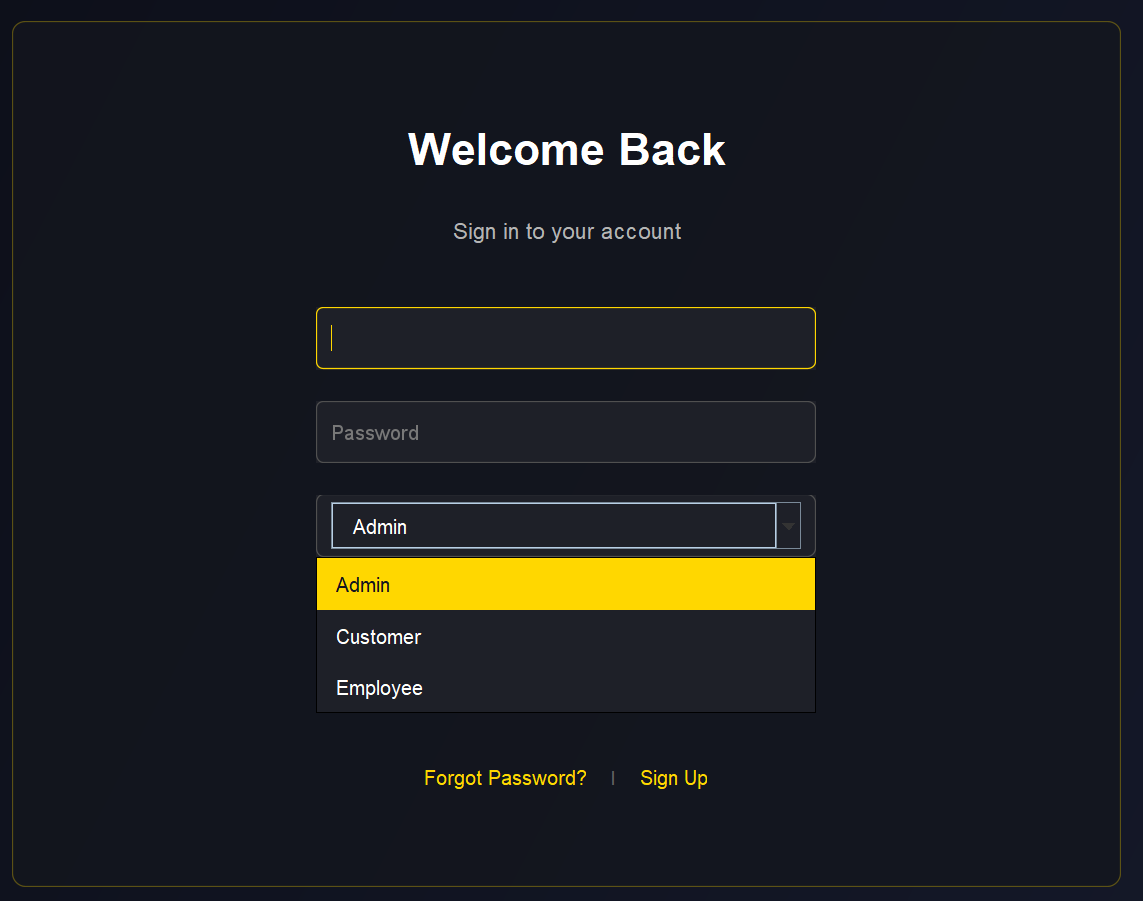 Welcome Back
Sign in to your account
Password
Admin
Admin
Customer
Employee
Forgot Password? | Sign Up